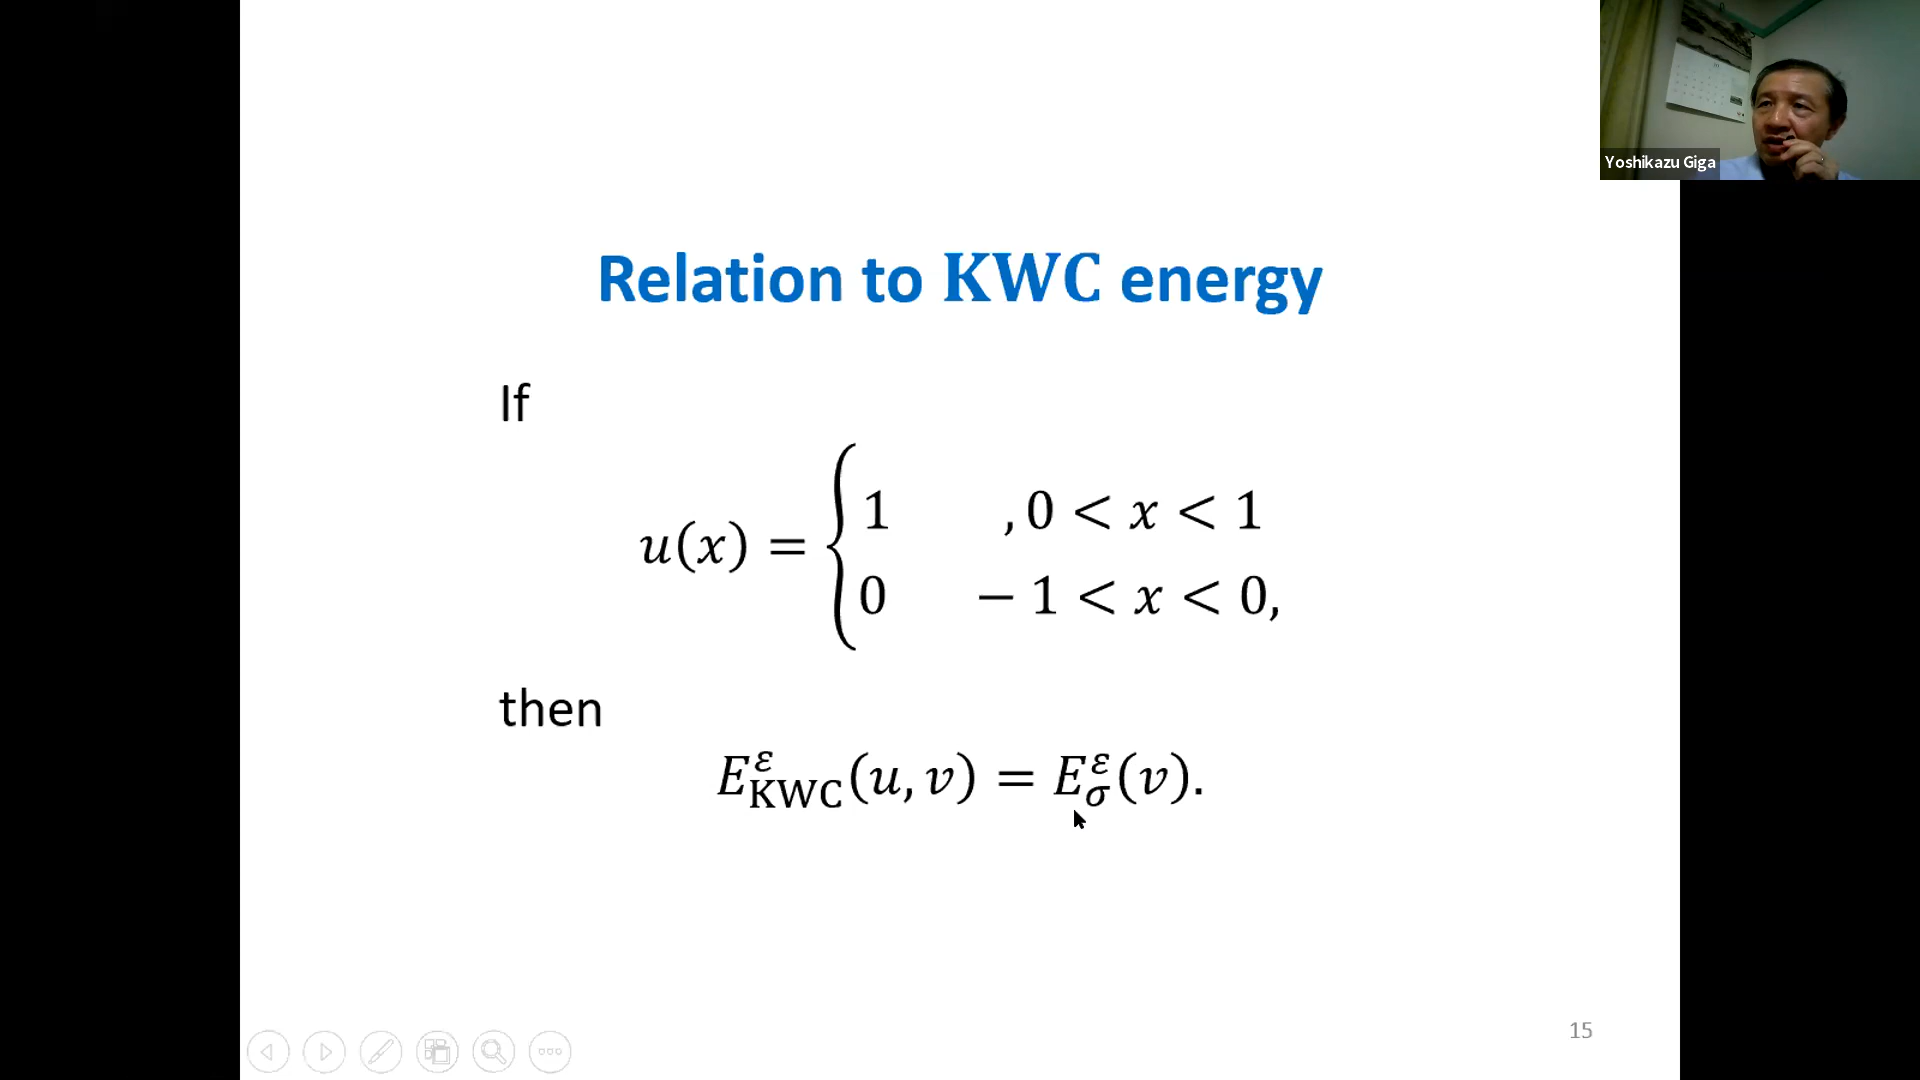 Yoshikazu Giga
Relation to KWC energy
If
u(x) = { 1 , 0 < x < 1
0 − 1 < x < 0,
then
E^ε_KWC(u, v) = E^ε_σ(v).
15